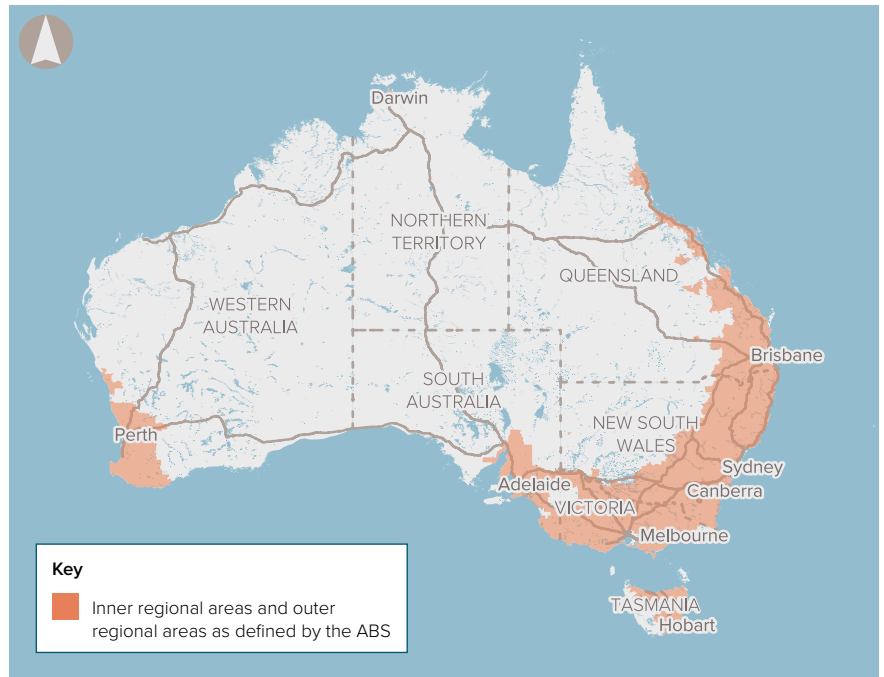 Darwin
NORTHERN
TERRITORY
QUEENSLAND
WESTERN
AUSTRALIA
Brisbane
SOUTH
AUSTRALIA
NEW SOUTH
WALES
Perth
Sydney
Adelaide
Canberra
VICTORIA
Melbourne
Key
Inner regional areas and outer
regional areas as defined by the ABS
TASMANIA
Hobart